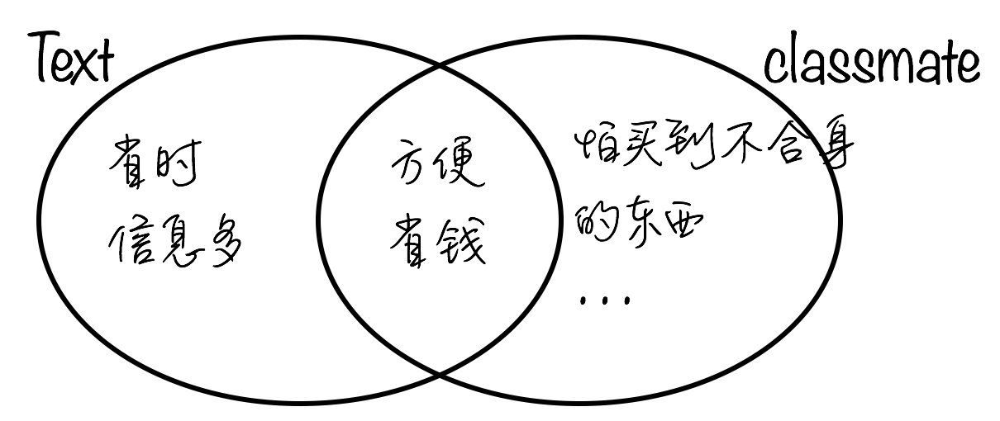 Text
classmate
省时
信息多
方便
省钱
怕买到不合身
的东西
...